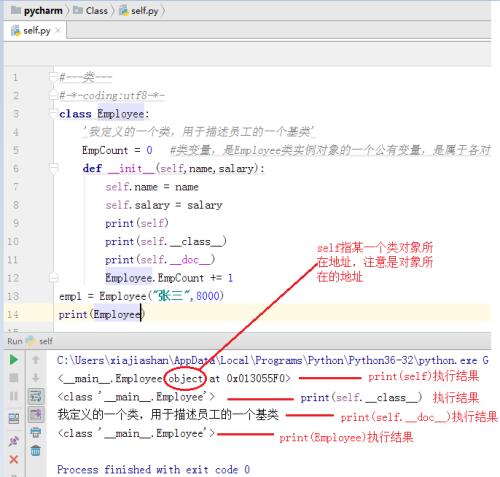 pycharm Class self.py
self.py ×
1 #---类---
2 #-*-coding:utf8-*-
3 class Employee:
4 '我定义的一个类，用于描述员工的一个基类'
5 EmpCount = 0 #类变量，是Employee类实例对象的一个公有变量，是属于各对
6 def __init__(self,name,salary):
7 self.name = name
8 self.salary = salary
9 print(self)
10 print(self.__class__)
11 print(self.__doc__)
12 Employee.EmpCount += 1
13 emp1 = Employee("张三",8000)
14 print(Employee)
self指某一个类对象所
在地址，注意是对象所
在的地址
Run self
C:\Users\xiajiashan\AppData\Local\Programs\Python\Python36-32\python.exe G
<__main__.Employee object at 0x013055F0> print(self)执行结果
<class '__main__.Employee'> print(self.__class__) 执行结果
我定义的一个类，用于描述员工的一个基类 print(self.__doc__)执行结果
<class '__main__.Employee'> print(Employee)执行结果
Process finished with exit code 0